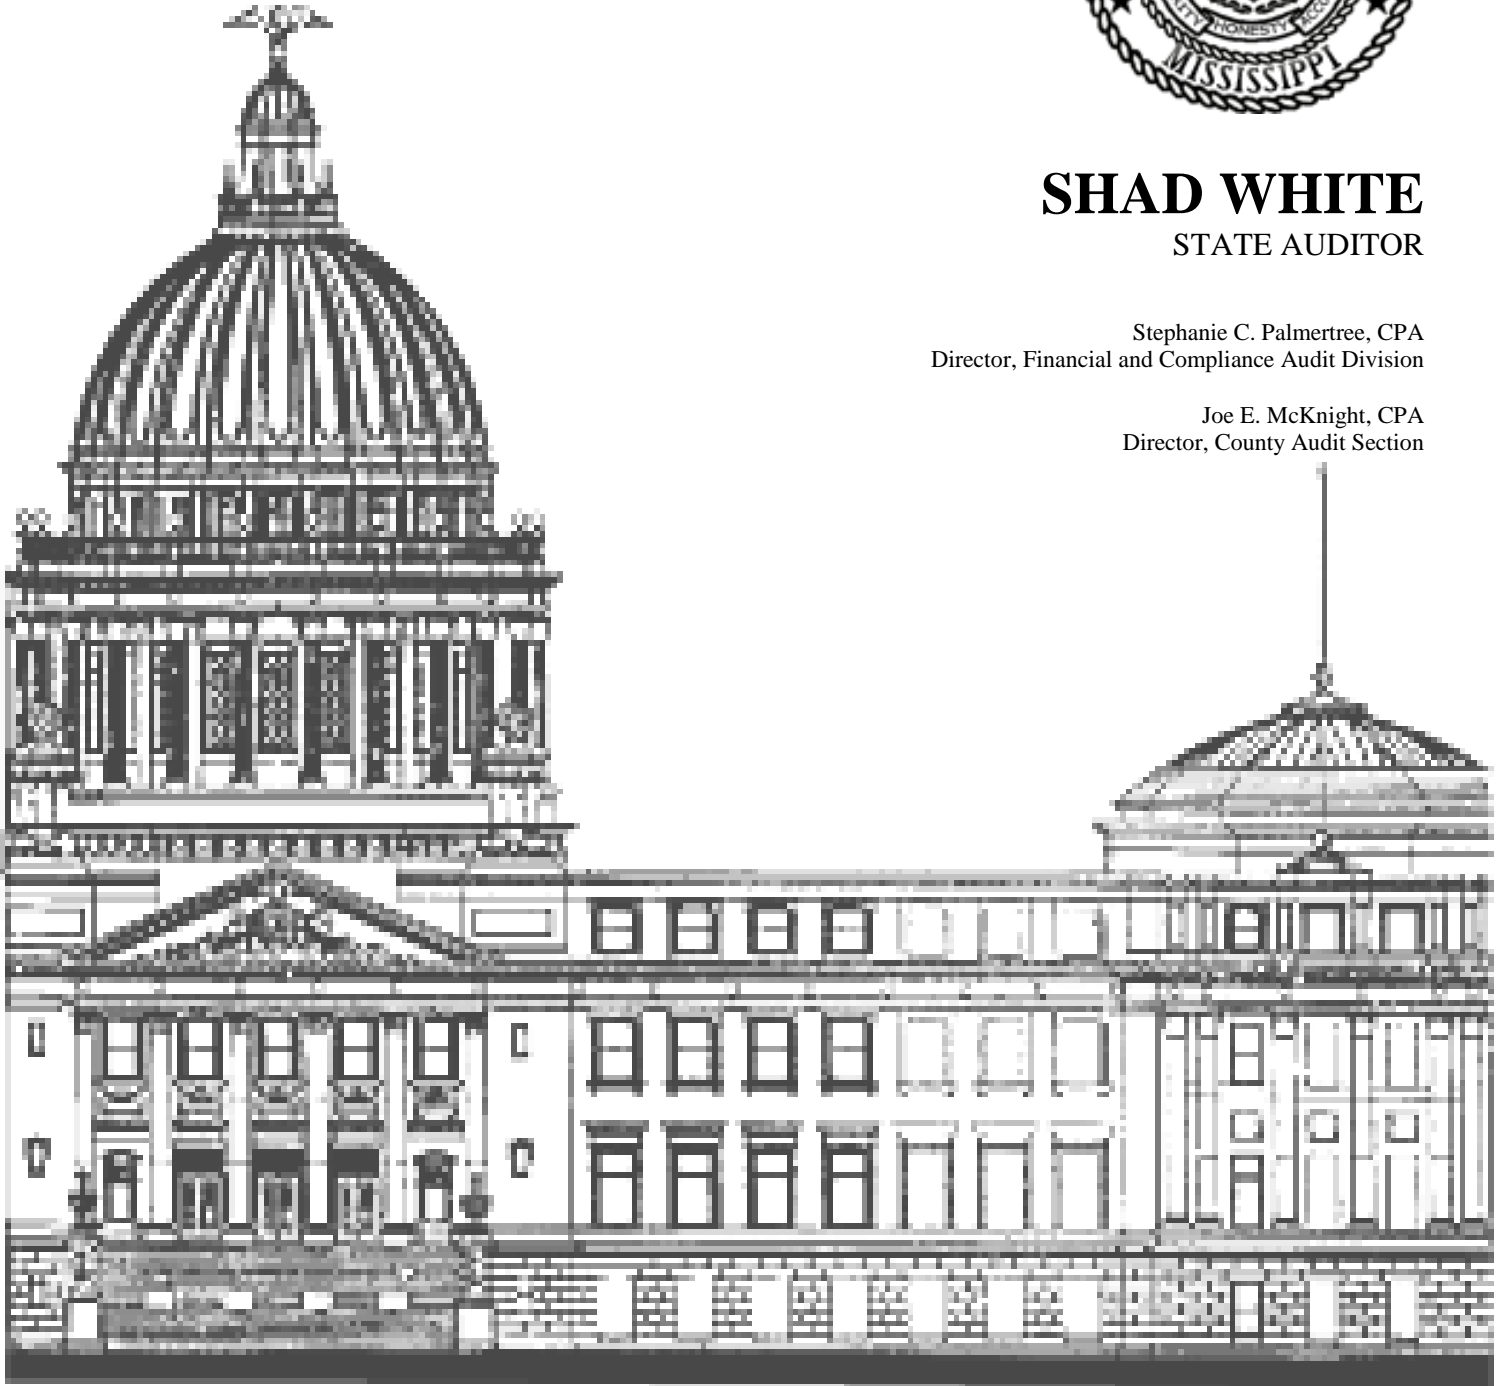 HONESTY
MISSISSIPPI
SHAD WHITE
STATE AUDITOR
Stephanie C. Palmertree, CPA
Director, Financial and Compliance Audit Division
Joe E. McKnight, CPA
Director, County Audit Section